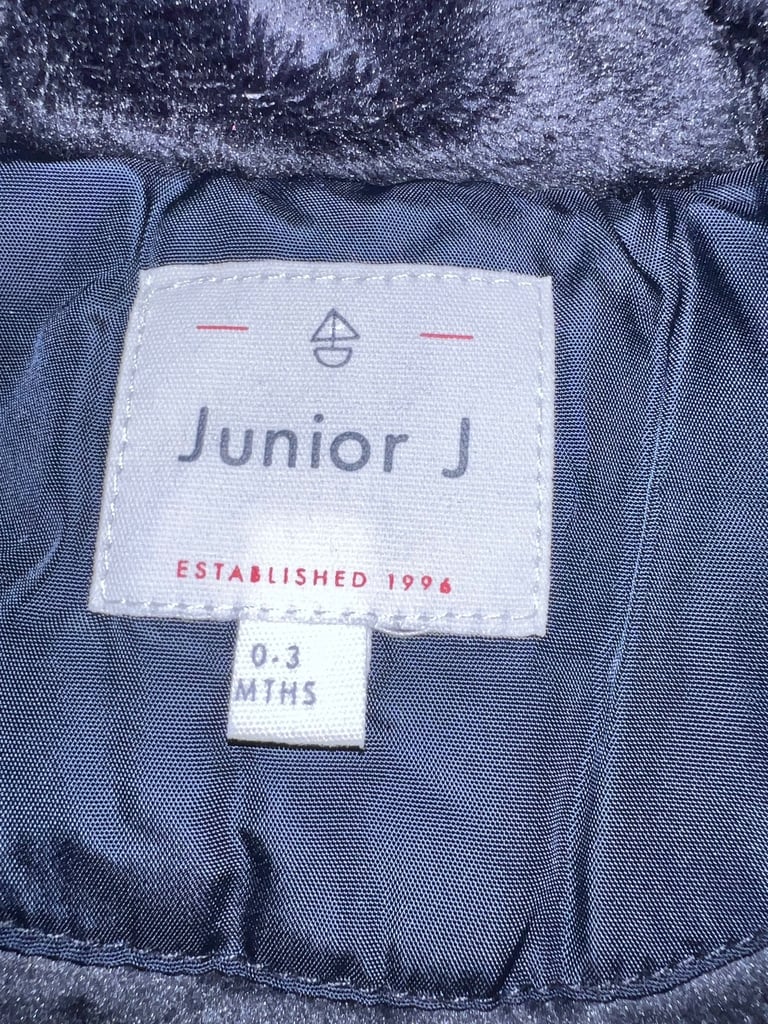 Junior J
ESTABLISHED 1996
0-3
MTHS